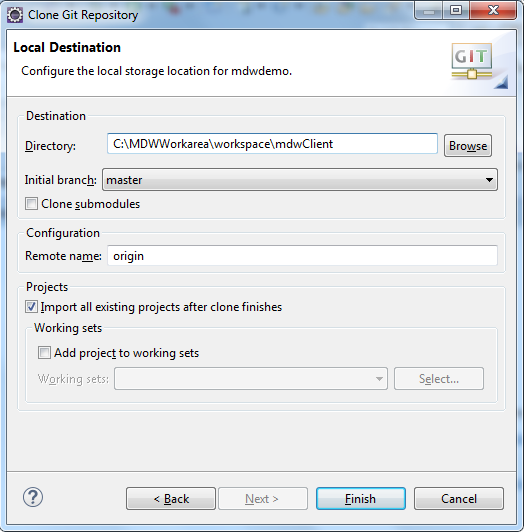 Clone Git Repository
Local Destination
Configure the local storage location for mdwdemo.
GIT
Destination
Directory: C:\MDWWorkarea\workspace\mdwClient Browse
Initial branch: master
Clone submodules
Configuration
Remote name: origin
Projects
Import all existing projects after clone finishes
Working sets
Add project to working sets
Working sets: Select...
?
< Back Next > Finish Cancel